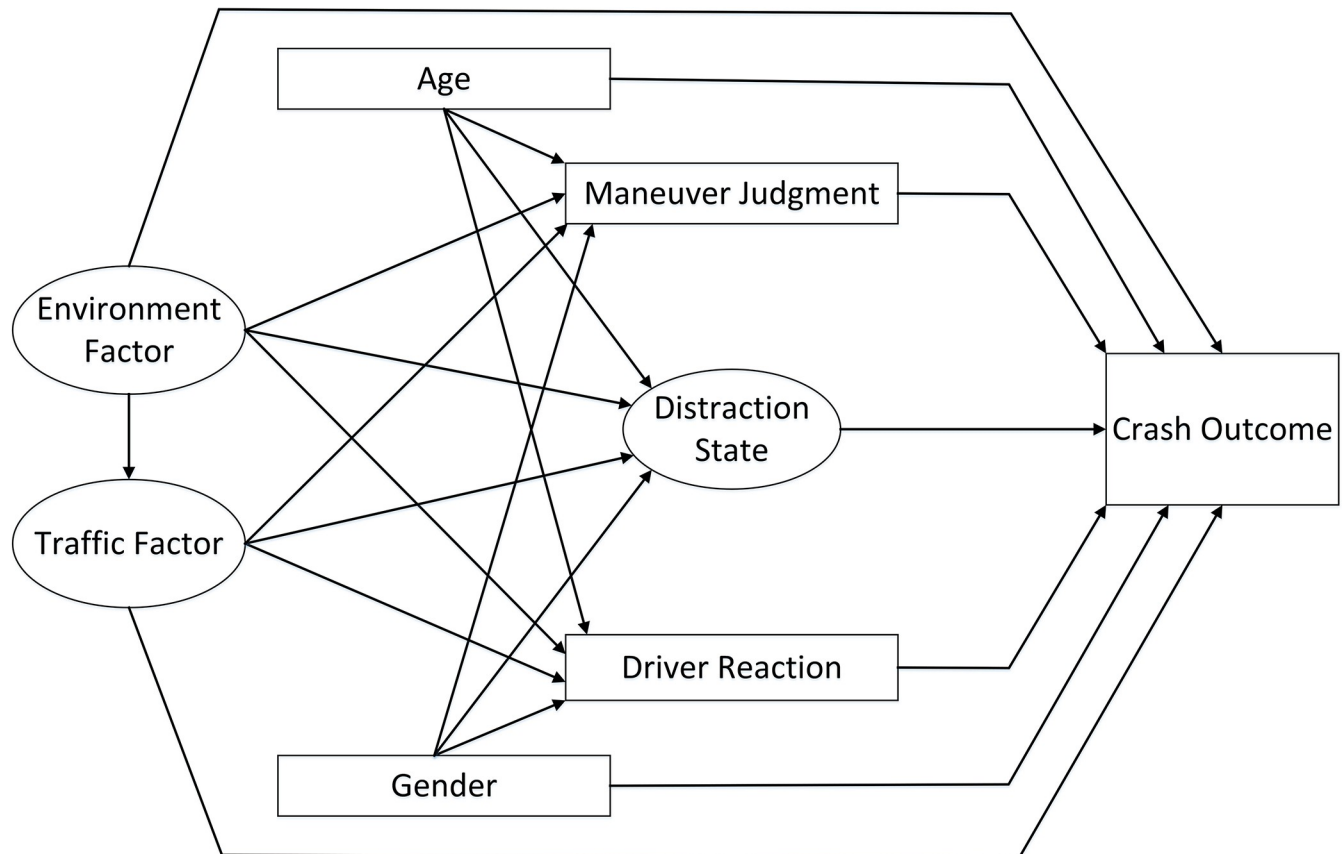 Age
Maneuver Judgment
Environment
Factor
Distraction
State
Crash Outcome
Traffic Factor
Driver Reaction
Gender